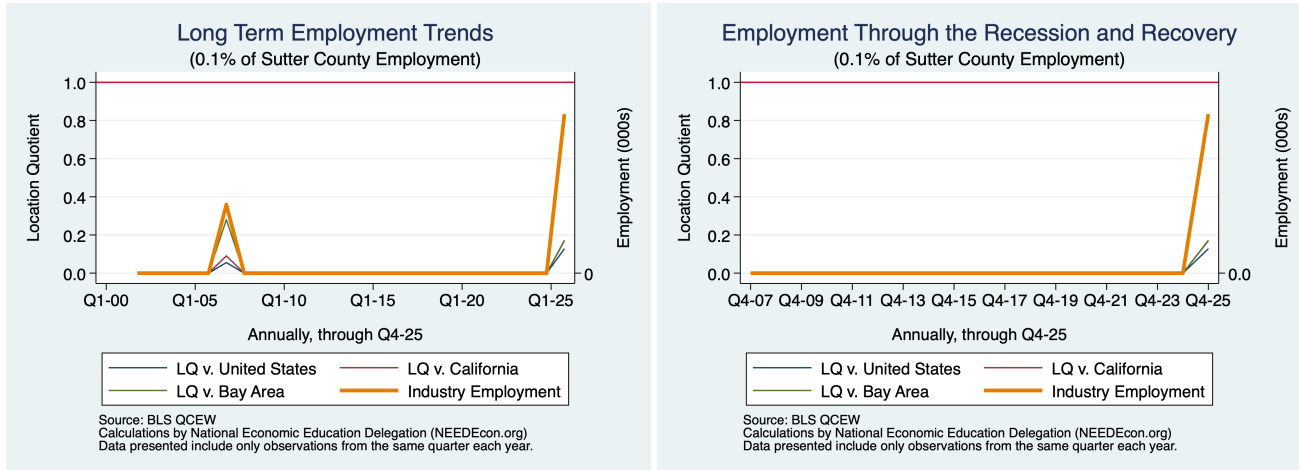 Long Term Employment Trends
(0.1% of Sutter County Employment)
Location Quotient
1.0
0.8
0.6
0.4
0.2
0.0
Employment (000s)
0
Q1-00 Q1-05 Q1-10 Q1-15 Q1-20 Q1-25
Annually, through Q4-25
LQ v. United States LQ v. California
LQ v. Bay Area Industry Employment
Source: BLS QCEW
Calculations by National Economic Education Delegation (NEEDEcon.org)
Data presented include only observations from the same quarter each year.
Employment Through the Recession and Recovery
(0.1% of Sutter County Employment)
Location Quotient
1.0
0.8
0.6
0.4
0.2
0.0
Employment (000s)
0.0
Q4-07 Q4-09 Q4-11 Q4-13 Q4-15 Q4-17 Q4-19 Q4-21 Q4-23 Q4-25
Annually, through Q4-25
LQ v. United States LQ v. California
LQ v. Bay Area Industry Employment
Source: BLS QCEW
Calculations by National Economic Education Delegation (NEEDEcon.org)
Data presented include only observations from the same quarter each year.